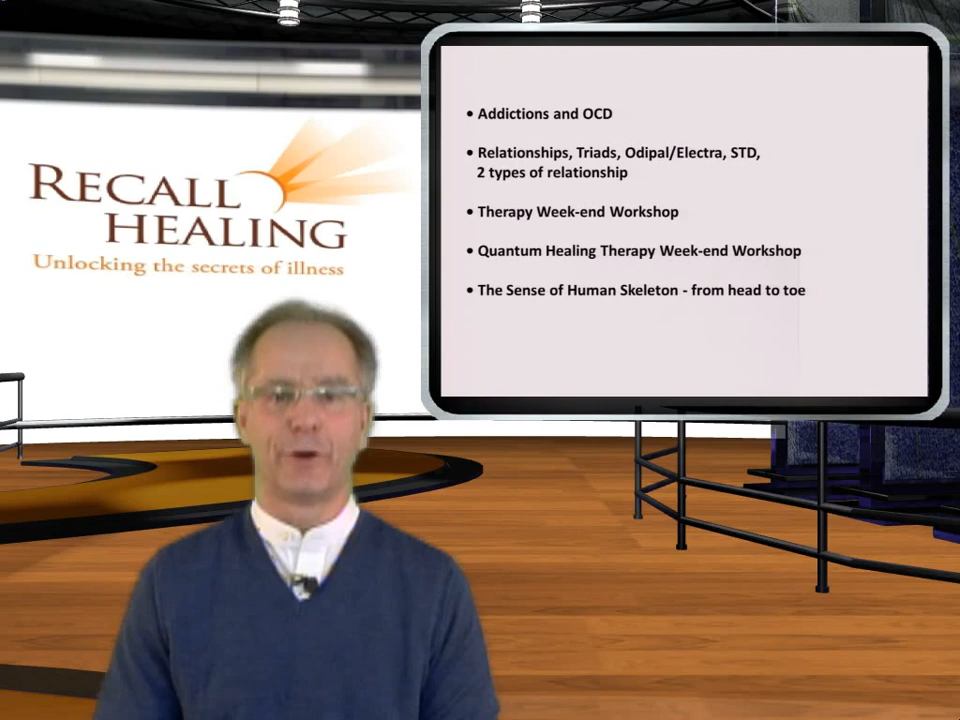 RECALL
HEALING
Unlocking the secrets of illness
• Addictions and OCD
• Relationships, Triads, Odipal/Electra, STD,
2 types of relationship
• Therapy Week-end Workshop
• Quantum Healing Therapy Week-end Workshop
• The Sense of Human Skeleton - from head to toe